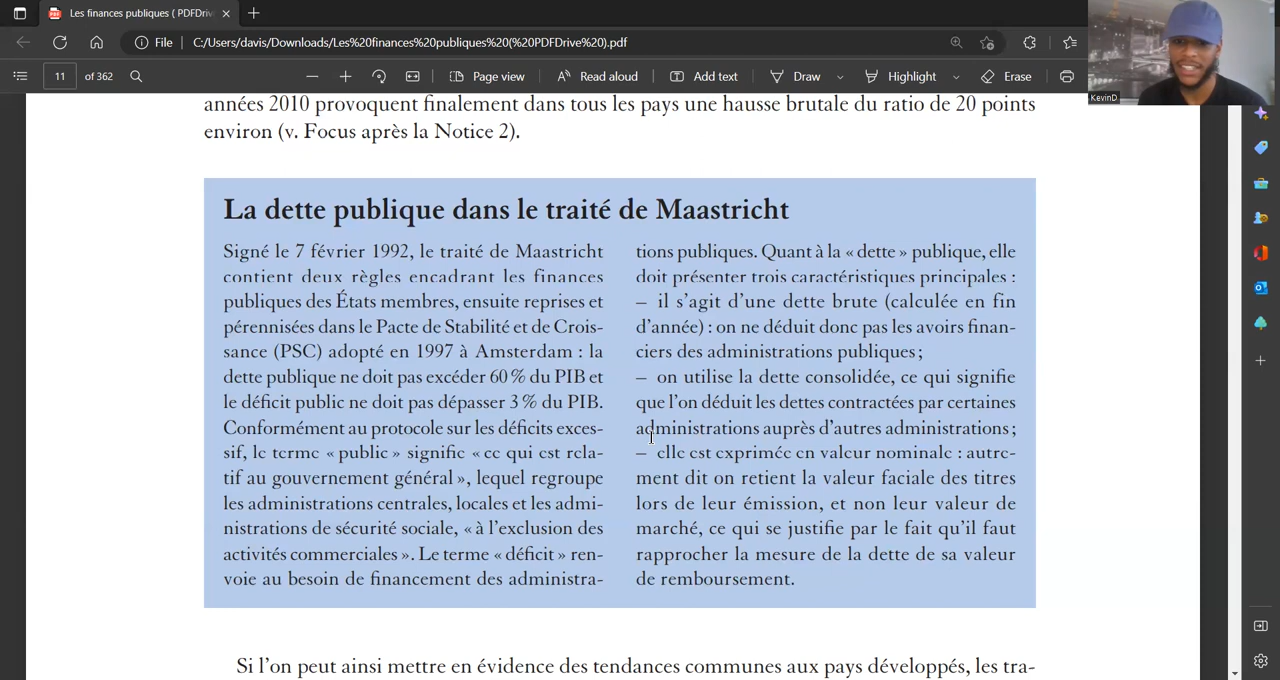 Les finances publiques ( PDFDriv
File
C:/Users/davis/Downloads/Les%20finances%20publiques%20(%20PDFDrive%20).pdf
KevinD
11 of 362
Page view
Read aloud
Add text
Draw
Highlight
Erase
années 2010 provoquent finalement dans tous les pays une hausse brutale du ratio de 20 points
environ (v. Focus après la Notice 2).
La dette publique dans le traité de Maastricht
Signé le 7 février 1992, le traité de Maastricht
contient deux règles encadrant les finances
publiques des États membres, ensuite reprises et
pérennisées dans le Pacte de Stabilité et de Crois-
sance (PSC) adopté en 1997 à Amsterdam : la
dette publique ne doit pas excéder 60 % du PIB et
le déficit public ne doit pas dépasser 3 % du PIB.
Conformément au protocole sur les déficits exces-
sif, le terme « public » signifie « ce qui est rela-
tif au gouvernement général », lequel regroupe
les administrations centrales, locales et les admi-
nistrations de sécurité sociale, « à l'exclusion des
activités commerciales ». Le terme « déficit » ren-
voie au besoin de financement des administra-
tions publiques. Quant à la « dette » publique, elle
doit présenter trois caractéristiques principales :
– il s'agit d'une dette brute (calculée en fin
d'année) : on ne déduit donc pas les avoirs finan-
ciers des administrations publiques ;
– on utilise la dette consolidée, ce qui signifie
que l'on déduit les dettes contractées par certaines
administrations auprès d'autres administrations ;
– elle est exprimée en valeur nominale : autre-
ment dit on retient la valeur faciale des titres
lors de leur émission, et non leur valeur de
marché, ce qui se justifie par le fait qu'il faut
rapprocher la mesure de la dette de sa valeur
de remboursement.
Si l'on peut ainsi mettre en évidence des tendances communes aux pays développés, les tra-